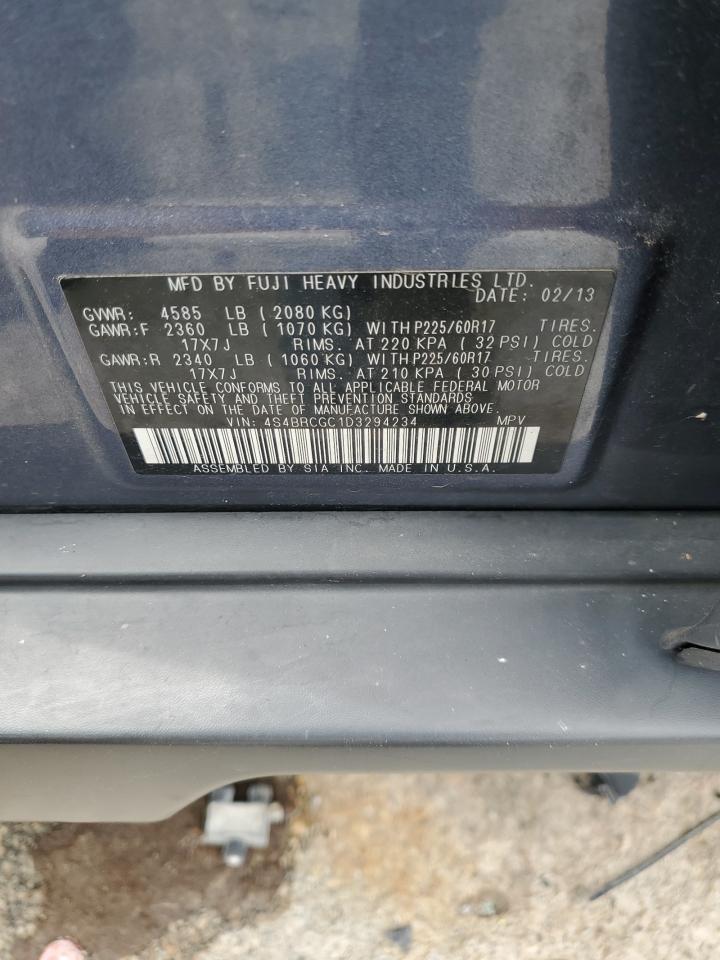 MFD BY FUJI HEAVY INDUSTRIES LTD.
DATE: 02/13
GVWR: 4585 LB ( 2080 KG)
GAWR:F 2360 LB ( 1070 KG) WITH P225/60R17 TIRES.
17X7J RIMS. AT 220 KPA ( 32 PSI) COLD
GAWR:R 2340 LB ( 1060 KG) WITH P225/60R17 TIRES.
17X7J RIMS. AT 210 KPA ( 30 PSI) COLD
THIS VEHICLE CONFORMS TO ALL APPLICABLE FEDERAL MOTOR
VEHICLE SAFETY AND THEFT PREVENTION STANDARDS
IN EFFECT ON THE DATE OF MANUFACTURE SHOWN ABOVE.
VIN: 4S4BRCGC1D3294234 MPV
ASSEMBLED BY SIA INC. MADE IN U.S.A.